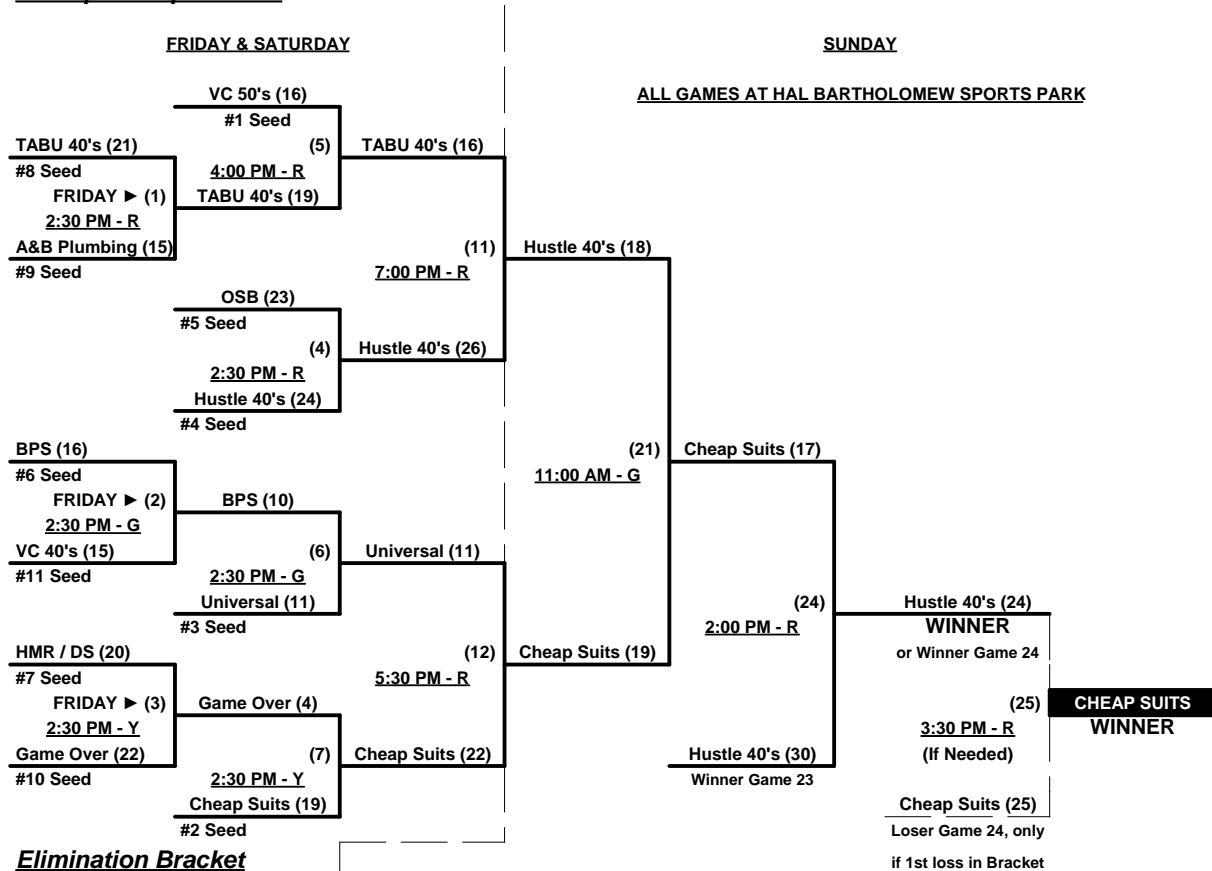 FRIDAY & SATURDAY
SUNDAY
VC 50's (16)
ALL GAMES AT HAL BARTHOLOMEW SPORTS PARK
#1 Seed
TABU 40's (21)
(5)
TABU 40's (16)
#8 Seed
4:00 PM - R
FRIDAY ► (1)
TABU 40's (19)
2:30 PM - R
A&B Plumbing (15)
(11)
Hustle 40's (18)
#9 Seed
7:00 PM - R
OSB (23)
#5 Seed
(4)
Hustle 40's (26)
2:30 PM - R
Hustle 40's (24)
#4 Seed
BPS (16)
(21)
Cheap Suits (17)
#6 Seed
11:00 AM - G
FRIDAY ► (2)
BPS (10)
2:30 PM - G
VC 40's (15)
(6)
Universal (11)
#11 Seed
2:30 PM - G
Universal (11)
(24)
Hustle 40's (24)
#3 Seed
2:00 PM - R
WINNER
HMR / DS (20)
(12)
Cheap Suits (19)
or Winner Game 24
#7 Seed
5:30 PM - R
FRIDAY ► (3)
Game Over (4)
(25)
CHEAP SUITS
2:30 PM - Y
3:30 PM - R
WINNER
Game Over (22)
(7)
Cheap Suits (22)
Hustle 40's (30)
(If Needed)
#10 Seed
2:30 PM - Y
Winner Game 23
Cheap Suits (19)
Cheap Suits (25)
#2 Seed
Loser Game 24, only
Elimination Bracket
if 1st loss in Bracket